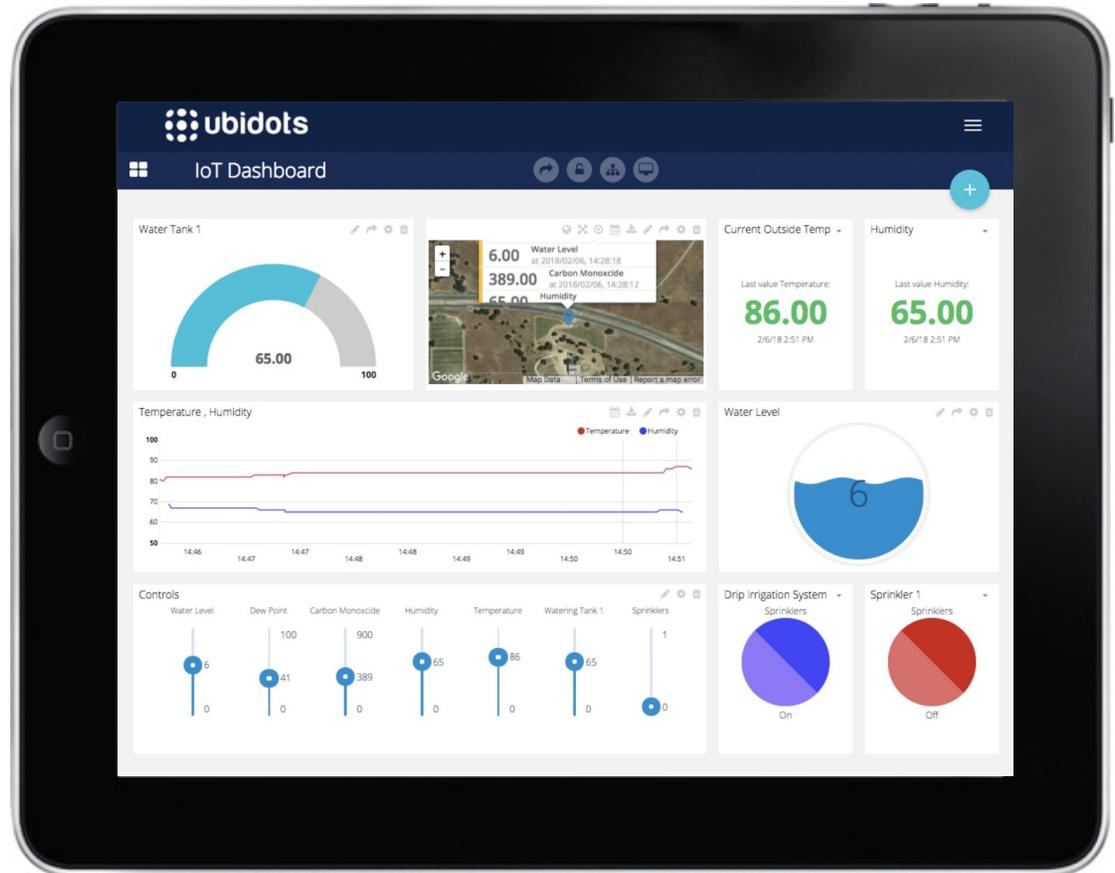 ubidots
IoT Dashboard
+
Water Tank 1
65.00
0
100
+
-
6.00 Water Level
at 2018/02/06, 14:28:18
389.00 Carbon Monoxcide
at 2018/02/06, 14:28:12
65.00 Humidity
Google
Map Data Terms of Use Report a map error
Current Outside Temp
Last value Temperature:
86.00
2/6/18 2:51 PM
Humidity
Last value Humidity:
65.00
2/6/18 2:51 PM
Temperature , Humidity
Temperature Humidity
100
90
80
70
60
50
14:46 14:47 14:47 14:48 14:48 14:49 14:49 14:50 14:50 14:51
Water Level
6
Controls
Water Level Dew Point Carbon Monoxcide Humidity Temperature Watering Tank 1 Sprinklers
100 900 1
6 41 389 65 86 65 0
0 0 0 0 0 0
Drip Irrigation System
Sprinklers
On
Sprinkler 1
Sprinklers
Off